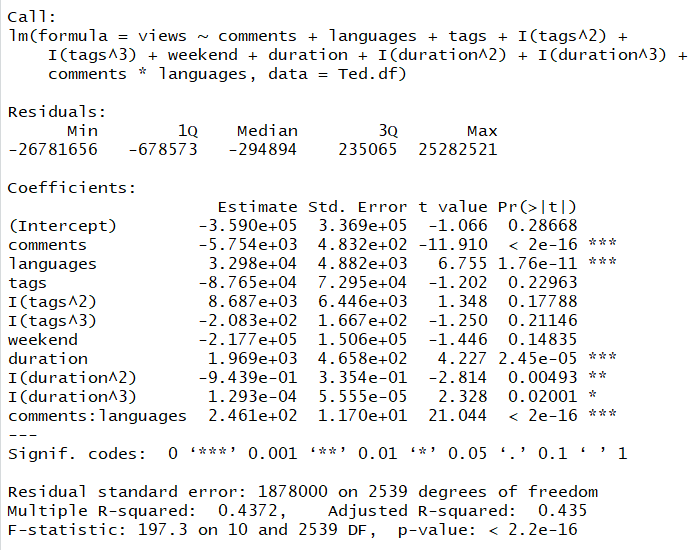 Call:
lm(formula = views ~ comments + languages + tags + I(tags^2) +
    I(tags^3) + weekend + duration + I(duration^2) + I(duration^3) +
    comments * languages, data = Ted.df)

Residuals:
      Min        1Q    Median        3Q       Max
-26781656   -678573   -294894    235065  25282521

Coefficients:
                     Estimate Std. Error t value Pr(>|t|)
(Intercept)        -3.590e+05  3.369e+05  -1.066  0.28668
comments           -5.754e+03  4.832e+02 -11.910  < 2e-16 ***
languages           3.298e+04  4.882e+03   6.755 1.76e-11 ***
tags               -8.765e+04  7.295e+04  -1.202  0.22963
I(tags^2)           8.687e+03  6.446e+03   1.348  0.17788
I(tags^3)          -2.083e+02  1.667e+02  -1.250  0.21146
weekend            -2.177e+05  1.506e+05  -1.446  0.14835
duration            1.969e+03  4.658e+02   4.227 2.45e-05 ***
I(duration^2)      -9.439e-01  3.354e-01  -2.814  0.00493 **
I(duration^3)       1.293e-04  5.555e-05   2.328  0.02001 *
comments:languages  2.461e+02  1.170e+01  21.044  < 2e-16 ***
---
Signif. codes:  0 ‘***’ 0.001 ‘**’ 0.01 ‘*’ 0.05 ‘.’ 0.1 ‘ ’ 1

Residual standard error: 1878000 on 2539 degrees of freedom
Multiple R-squared:  0.4372,    Adjusted R-squared:  0.435
F-statistic: 197.3 on 10 and 2539 DF,  p-value: < 2.2e-16